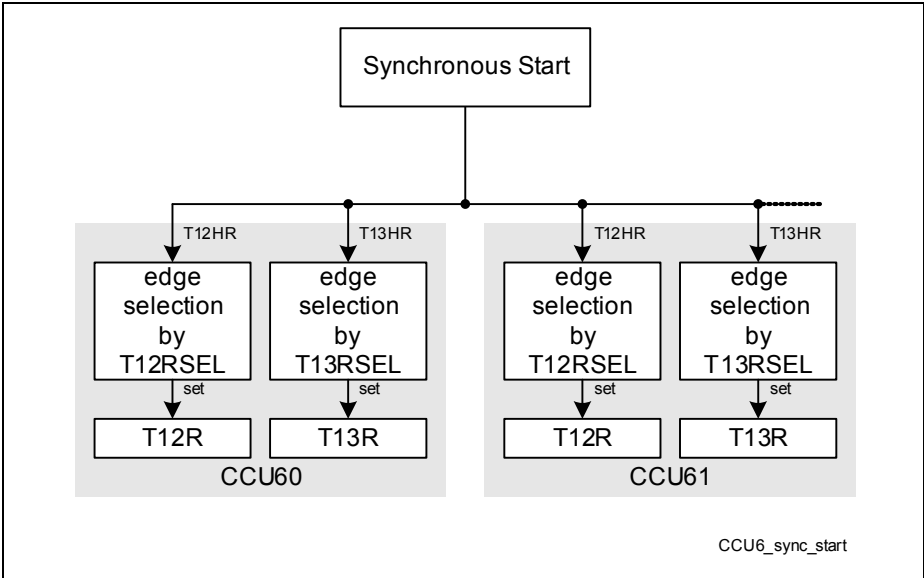 Synchronous Start
T12HR
T13HR
T12HR
T13HR
edge
selection
by
T12RSEL
edge
selection
by
T13RSEL
edge
selection
by
T12RSEL
edge
selection
by
T13RSEL
set
set
set
set
T12R
T13R
T12R
T13R
CCU60
CCU61
CCU6_sync_start